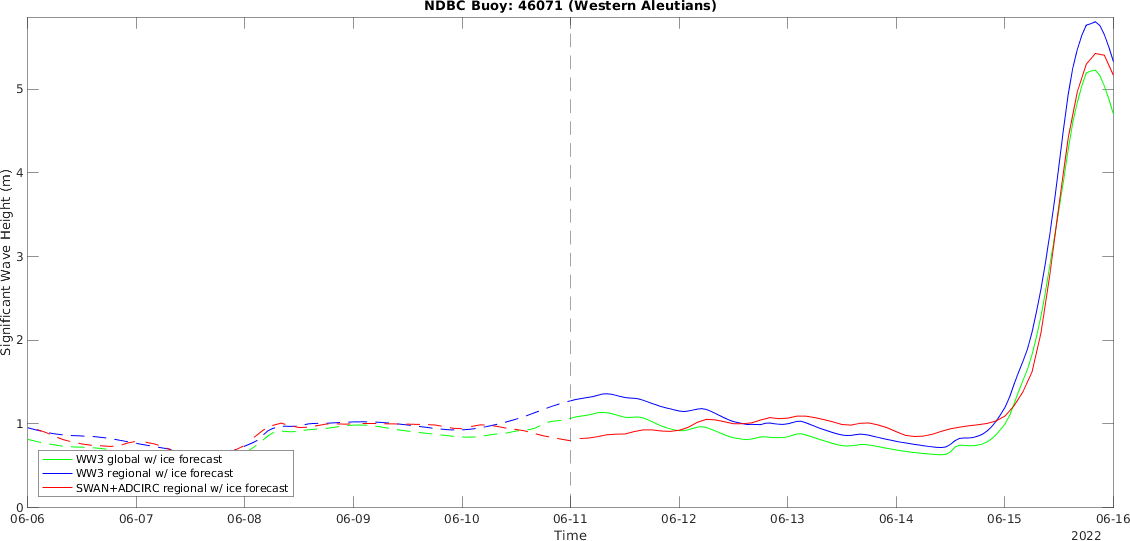 NDBC Buoy: 46071 (Western Aleutians)
Significant Wave Height (m)
5
4
3
2
1
0
WW3 global w/ ice forecast
WW3 regional w/ ice forecast
SWAN+ADCIRC regional w/ ice forecast
06-06 06-07 06-08 06-09 06-10 06-11 06-12 06-13 06-14 06-15 06-16
Time
2022